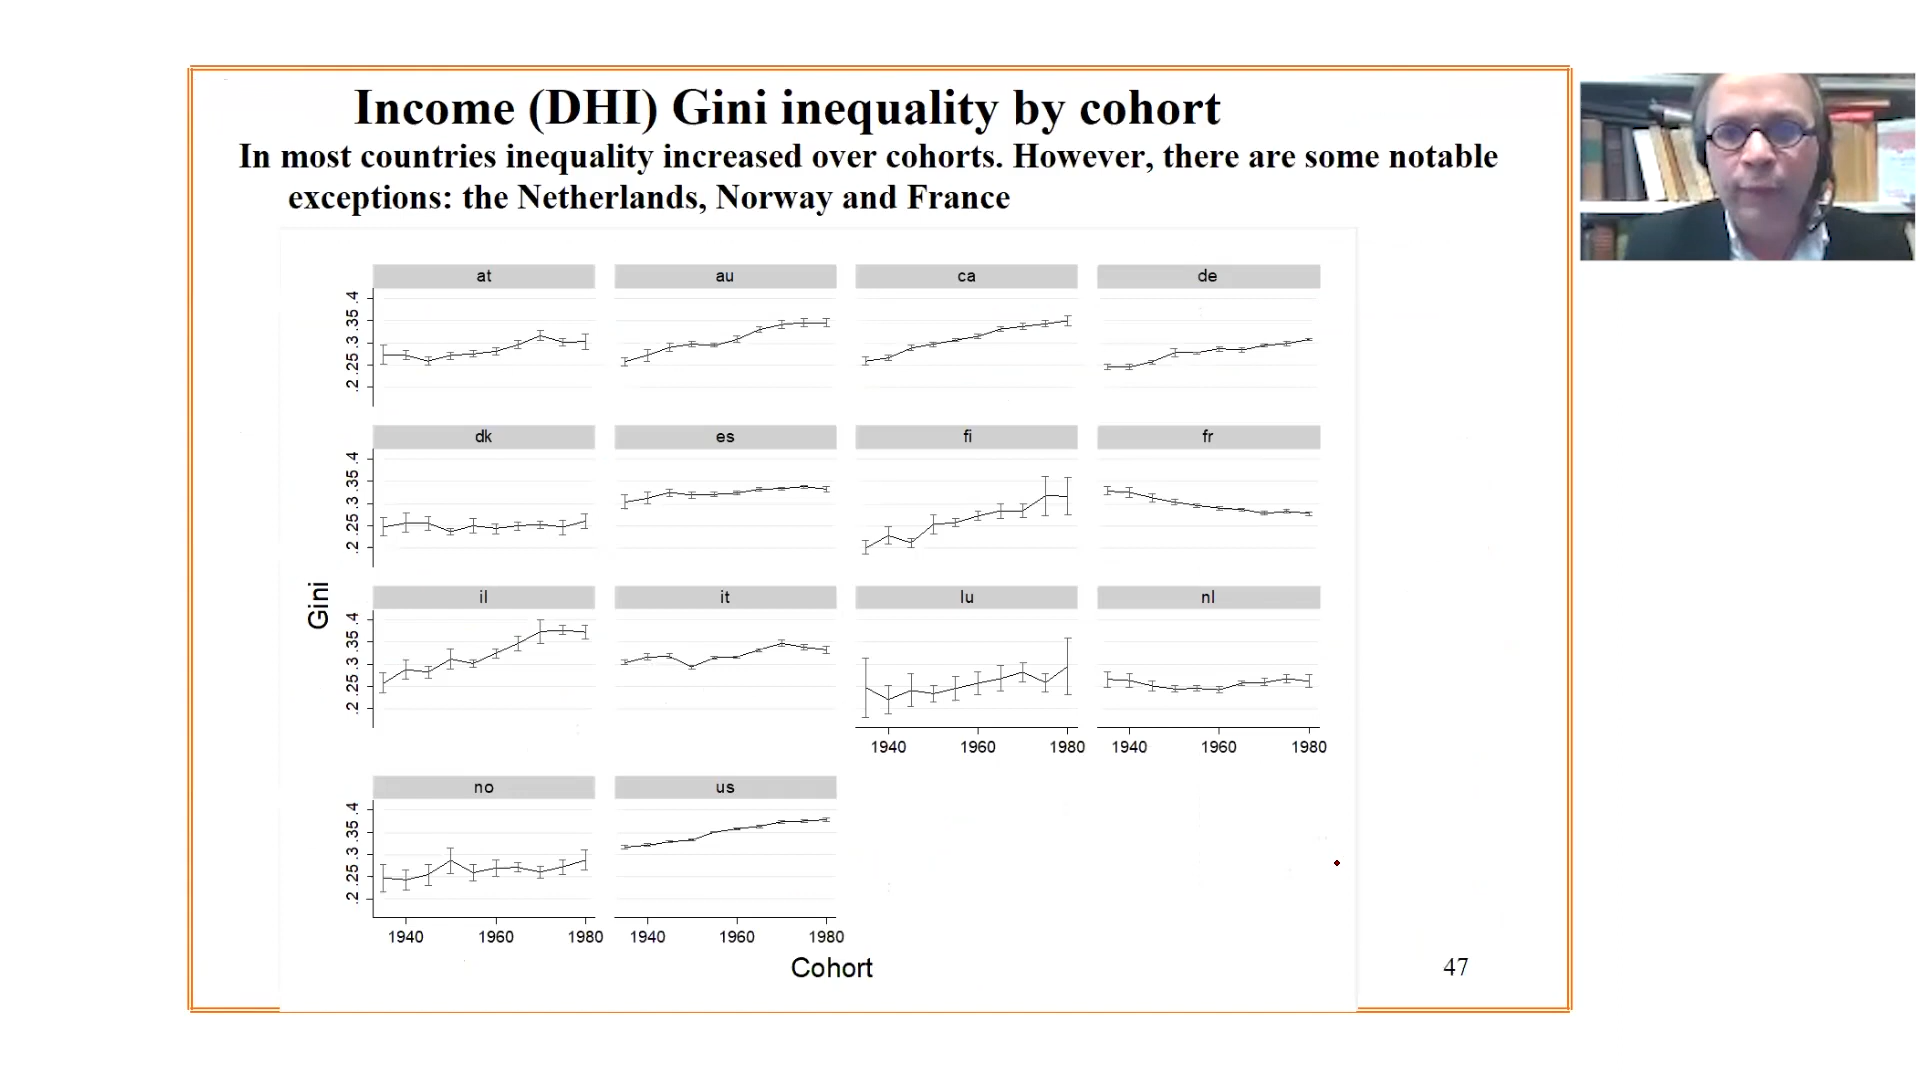 Income (DHI) Gini inequality by cohort
In most countries inequality increased over cohorts. However, there are some notable
exceptions: the Netherlands, Norway and France
at au ca de
.2 .25 .3 .35 .4
dk es fi fr
.2 .25 .3 .35 .4
Gini
il it lu nl
.2 .25 .3 .35 .4
1940 1960 1980 1940 1960 1980
no us
.2 .25 .3 .35 .4
1940 1960 1980 1940 1960 1980
Cohort
47